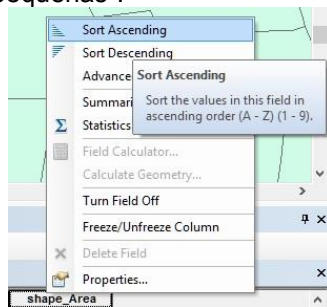 Sort Ascending
Sort Descending
Advance
Sort Ascending
Sort the values in this field in
ascending order (A - Z) (1 - 9).
Summari
Statistics
Field Calculator...
Calculate Geometry...
Turn Field Off
Freeze/Unfreeze Column
Delete Field
Properties...
shape_Area